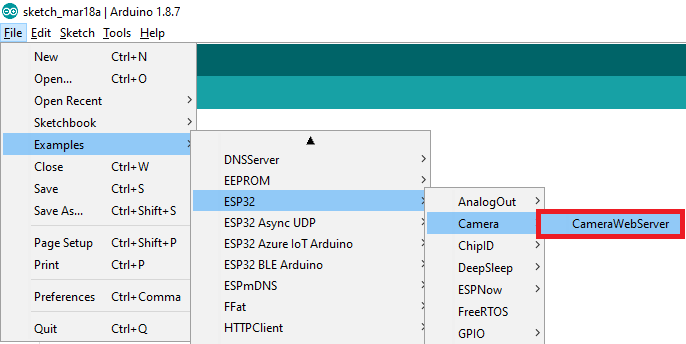 sketch_mar18a | Arduino 1.8.7
File Edit Sketch Tools Help
New Ctrl+N
Open... Ctrl+O
Open Recent
Sketchbook
Examples
Close Ctrl+W
Save Ctrl+S
Save As... Ctrl+Shift+S
Page Setup Ctrl+Shift+P
Print Ctrl+P
Preferences Ctrl+Comma
Quit Ctrl+Q
DNSServer
EEPROM
ESP32
ESP32 Async UDP
ESP32 Azure IoT Arduino
ESP32 BLE Arduino
ESPmDNS
FFat
HTTPClient
AnalogOut
Camera
ChipID
DeepSleep
ESPNow
FreeRTOS
GPIO
CameraWebServer